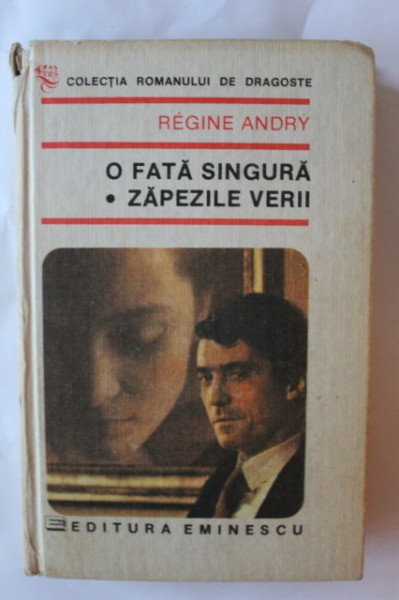 COLECȚIA ROMANULUI DE DRAGOSTE
RÉGINE ANDRY
O FATĂ SINGURĂ
• ZĂPEZILE VERII
EDITURA EMINESCU